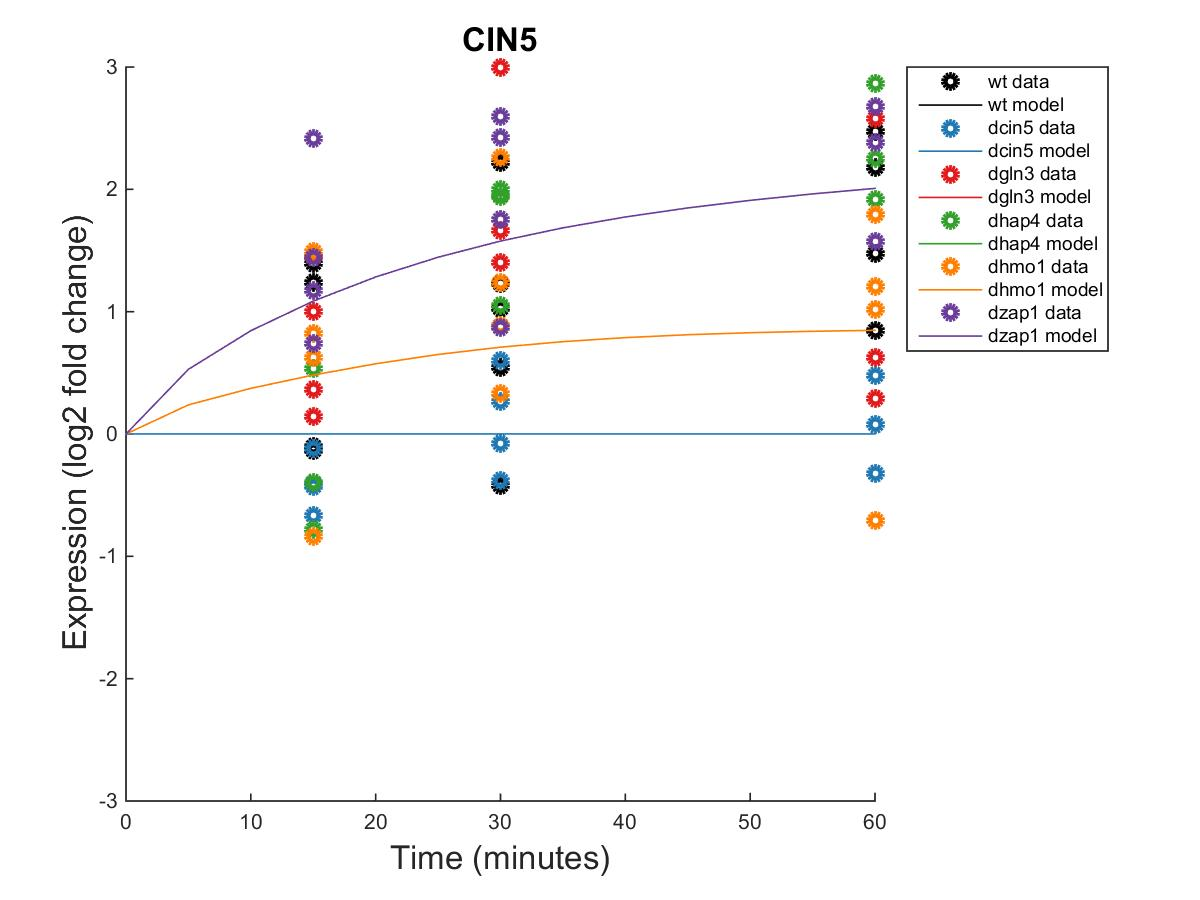 CIN5
3
2
1
0
-1
-2
-3
Expression (log2 fold change)
0 10 20 30 40 50 60
Time (minutes)
wt data
wt model
dcin5 data
dcin5 model
dgln3 data
dgln3 model
dhap4 data
dhap4 model
dhmo1 data
dhmo1 model
dzap1 data
dzap1 model